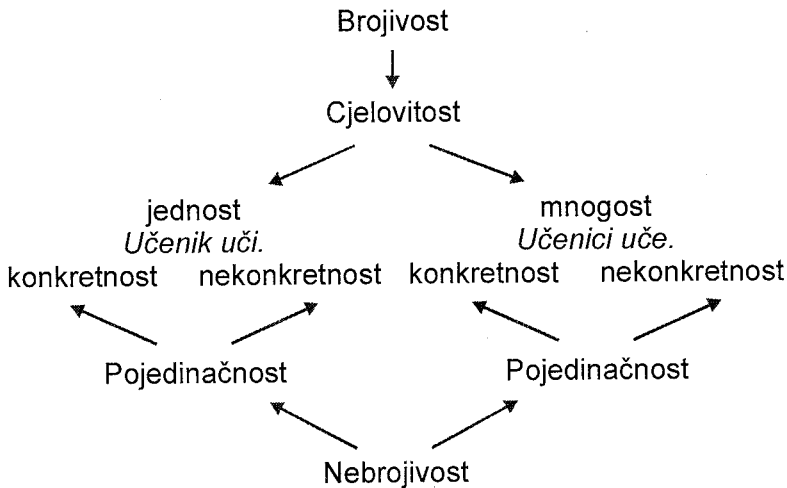 Brojivost
Cjelovitost
jednost mnogost
Učenik uči. Učenici uče.
konkretnost nekonkretnost konkretnost nekonkretnost
Pojedinačnost Pojedinačnost
Nebrojivost